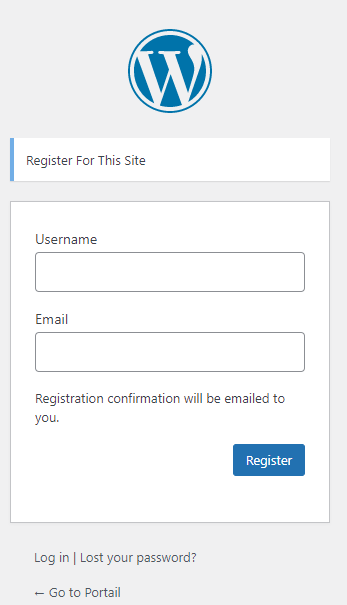 Register For This Site
Username
Email
Registration confirmation will be emailed to
you.
Register
Log in | Lost your password?
← Go to Portail